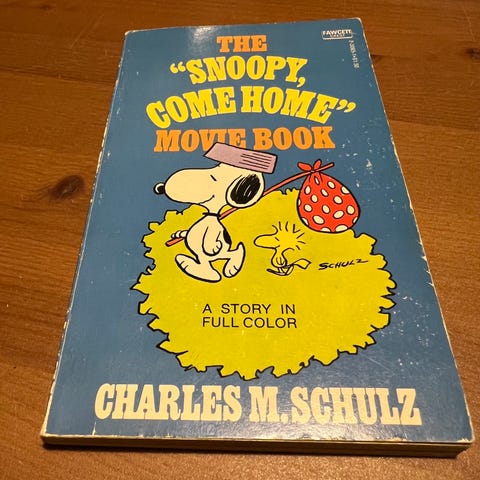 THE
"SNOOPY,
COME HOME"
MOVIE BOOK
FAWCETT
SCHULZ
A STORY IN
FULL COLOR
CHARLES M. SCHULZ